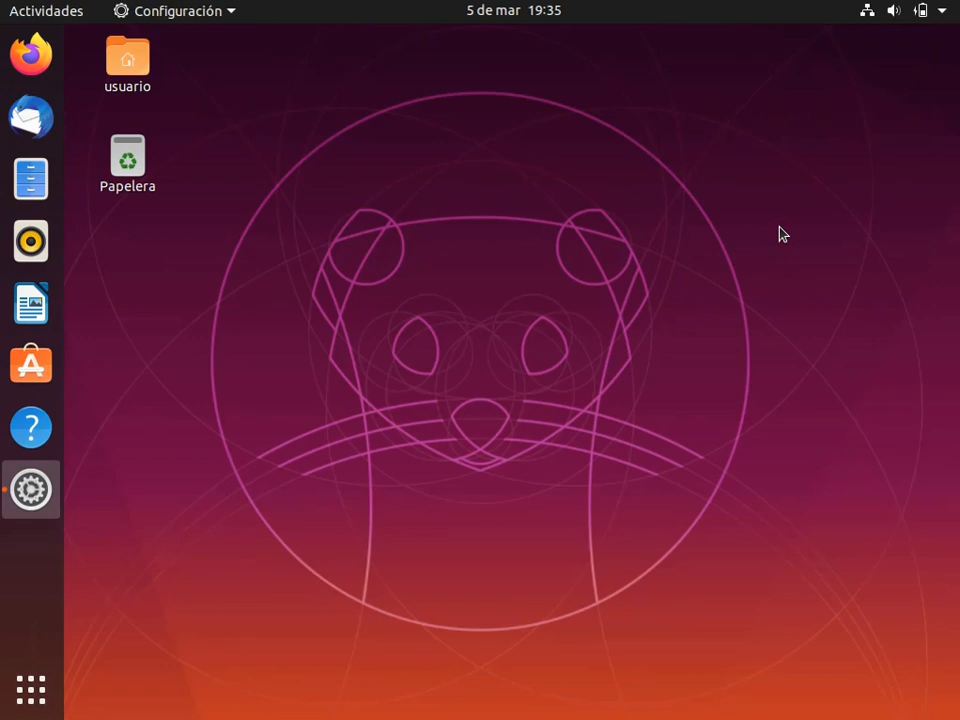 Actividades
Configuración
5 de mar 19:35
usuario
Papelera